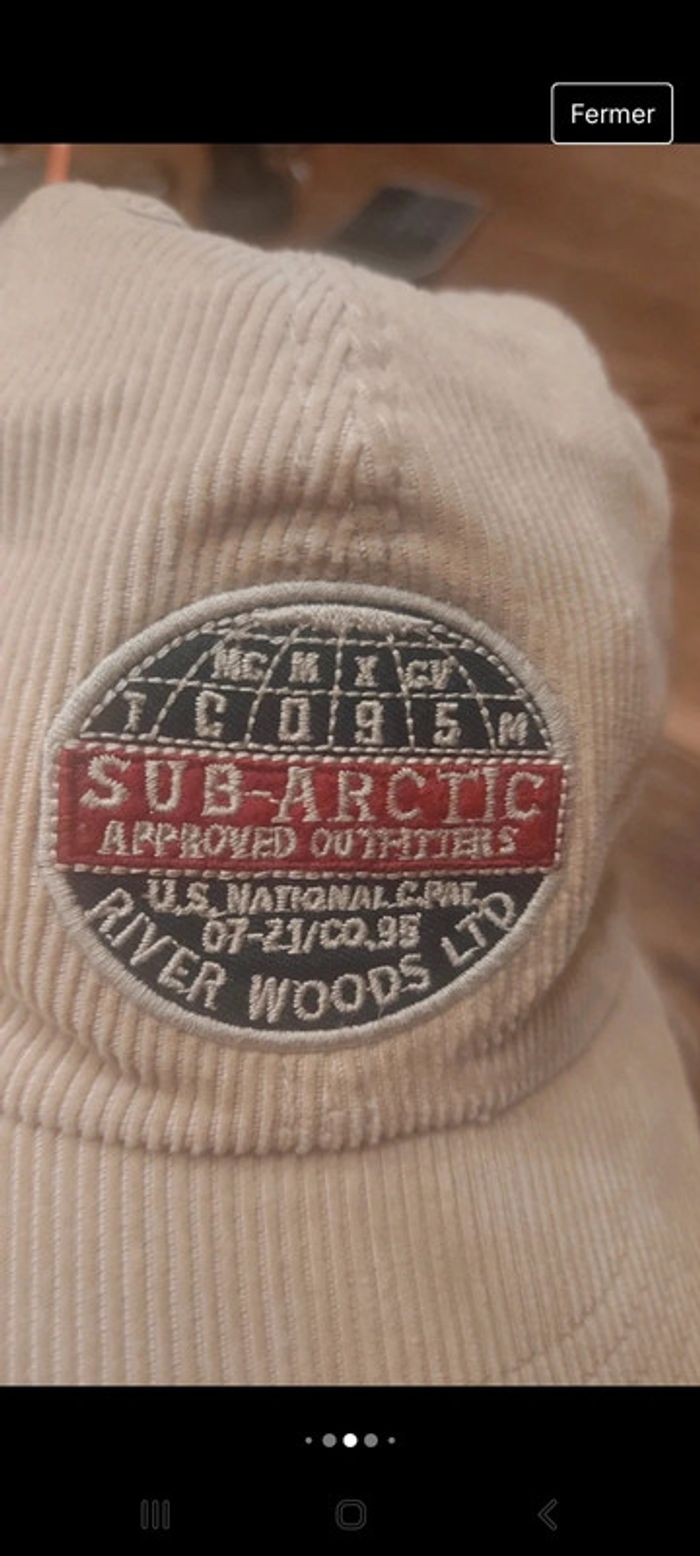 Fermer
MC M X CV
T C O 9 5 M
SUB-ARCTIC
APPROVED OUTFITTERS
U.S. NATIONAL C.PAT.
07-21/CO.95
RIVER WOODS LTD